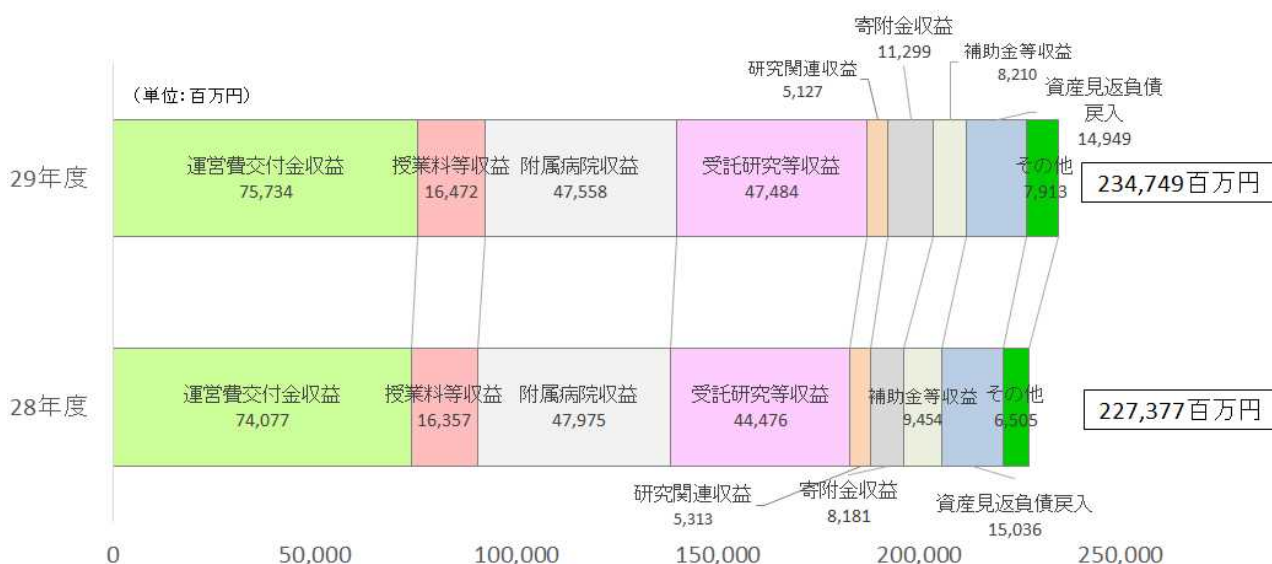 寄附金収益
11,299
補助金等収益
8,210
研究関連収益
5,127
資産見返負債
戻入
14,949
（単位：百万円）
29年度
運営費交付金収益
75,734
授業料等収益
16,472
附属病院収益
47,558
受託研究等収益
47,484
その他
7,913
234,749百万円
28年度
運営費交付金収益
74,077
授業料等収益
16,357
附属病院収益
47,975
受託研究等収益
44,476
補助金等収益
9,454
その他
6,505
227,377百万円
研究関連収益
5,313
寄附金収益
8,181
資産見返負債戻入
15,036
0
50,000
100,000
150,000
200,000
250,000